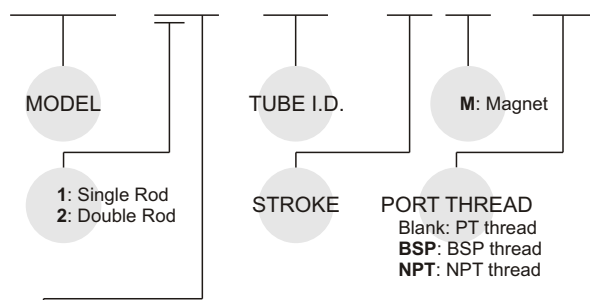 MODEL
TUBE I.D.
M: Magnet
1: Single Rod
2: Double Rod
STROKE
PORT THREAD
Blank: PT thread
BSP: BSP thread
NPT: NPT thread